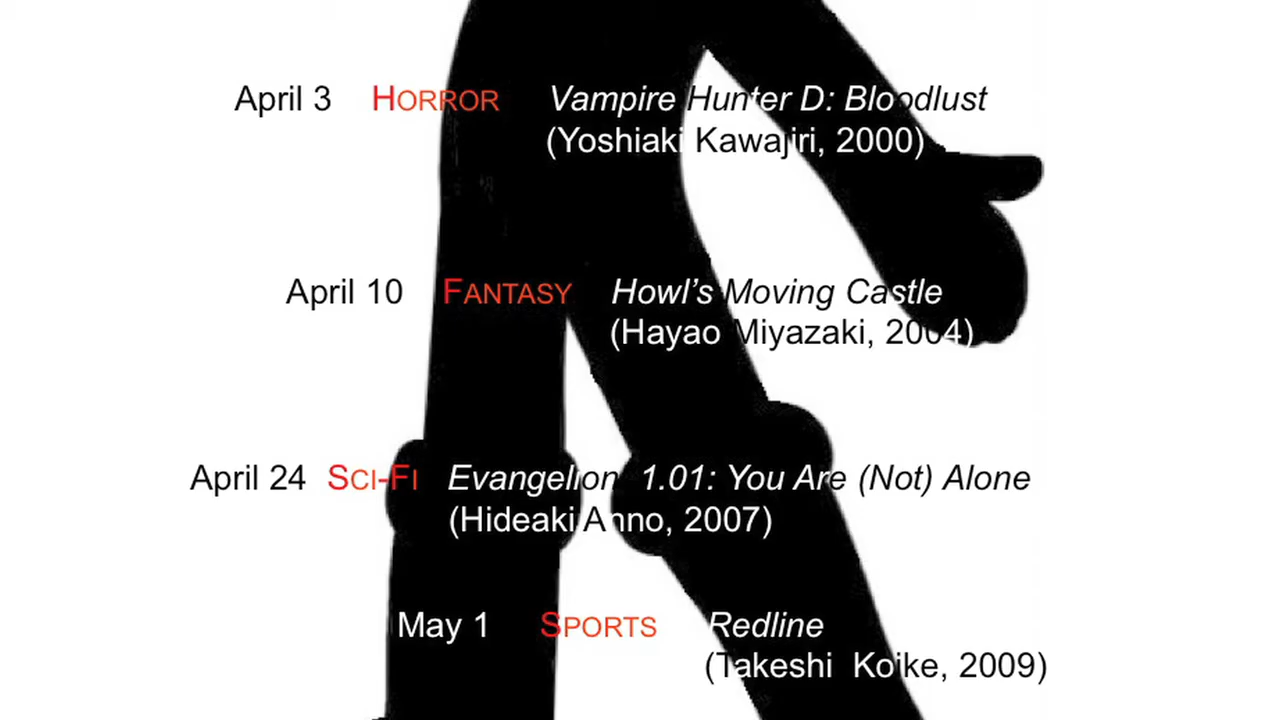 April 3 HORROR Vampire Hunter D: Bloodlust
(Yoshiaki Kawajiri, 2000)
April 10 FANTASY Howl’s Moving Castle
(Hayao Miyazaki, 2004)
April 24 SCI-FI Evangelion 1.01: You Are (Not) Alone
(Hideaki Anno, 2007)
May 1 SPORTS Redline
(Takeshi Koike, 2009)